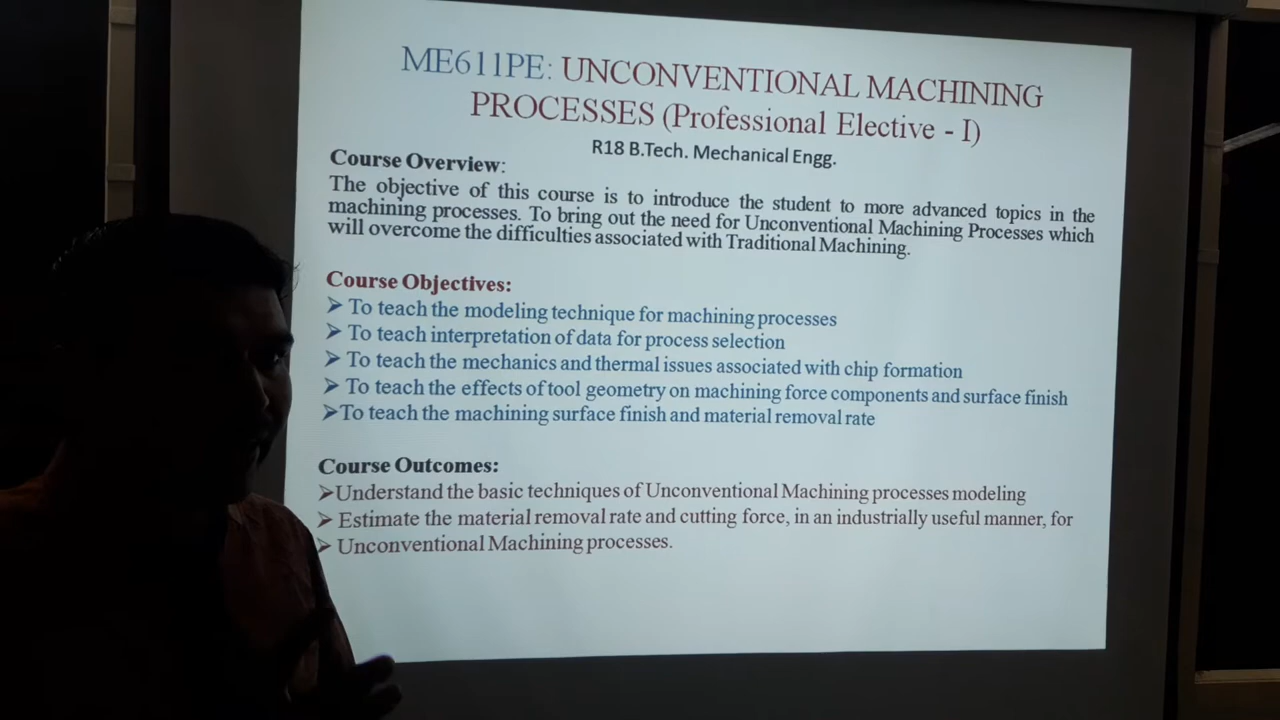 ME611PE: UNCONVENTIONAL MACHINING
PROCESSES (Professional Elective - I)
R18 B.Tech. Mechanical Engg.
Course Overview:
The objective of this course is to introduce the student to more advanced topics in the
machining processes. To bring out the need for Unconventional Machining Processes which
will overcome the difficulties associated with Traditional Machining.
Course Objectives:
➢ To teach the modeling technique for machining processes
➢ To teach interpretation of data for process selection
➢ To teach the mechanics and thermal issues associated with chip formation
➢ To teach the effects of tool geometry on machining force components and surface finish
➢To teach the machining surface finish and material removal rate
Course Outcomes:
➢Understand the basic techniques of Unconventional Machining processes modeling
➢ Estimate the material removal rate and cutting force, in an industrially useful manner, for
➢ Unconventional Machining processes.